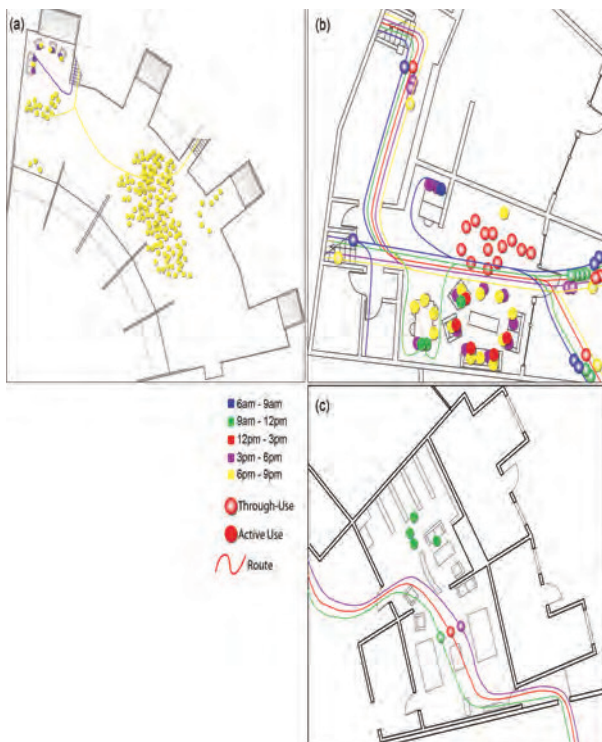 (a)
(b)
6am - 9am
9am - 12pm
12pm - 3pm
3pm - 6pm
6pm - 9pm
Through-Use
Active Use
Route
(c)